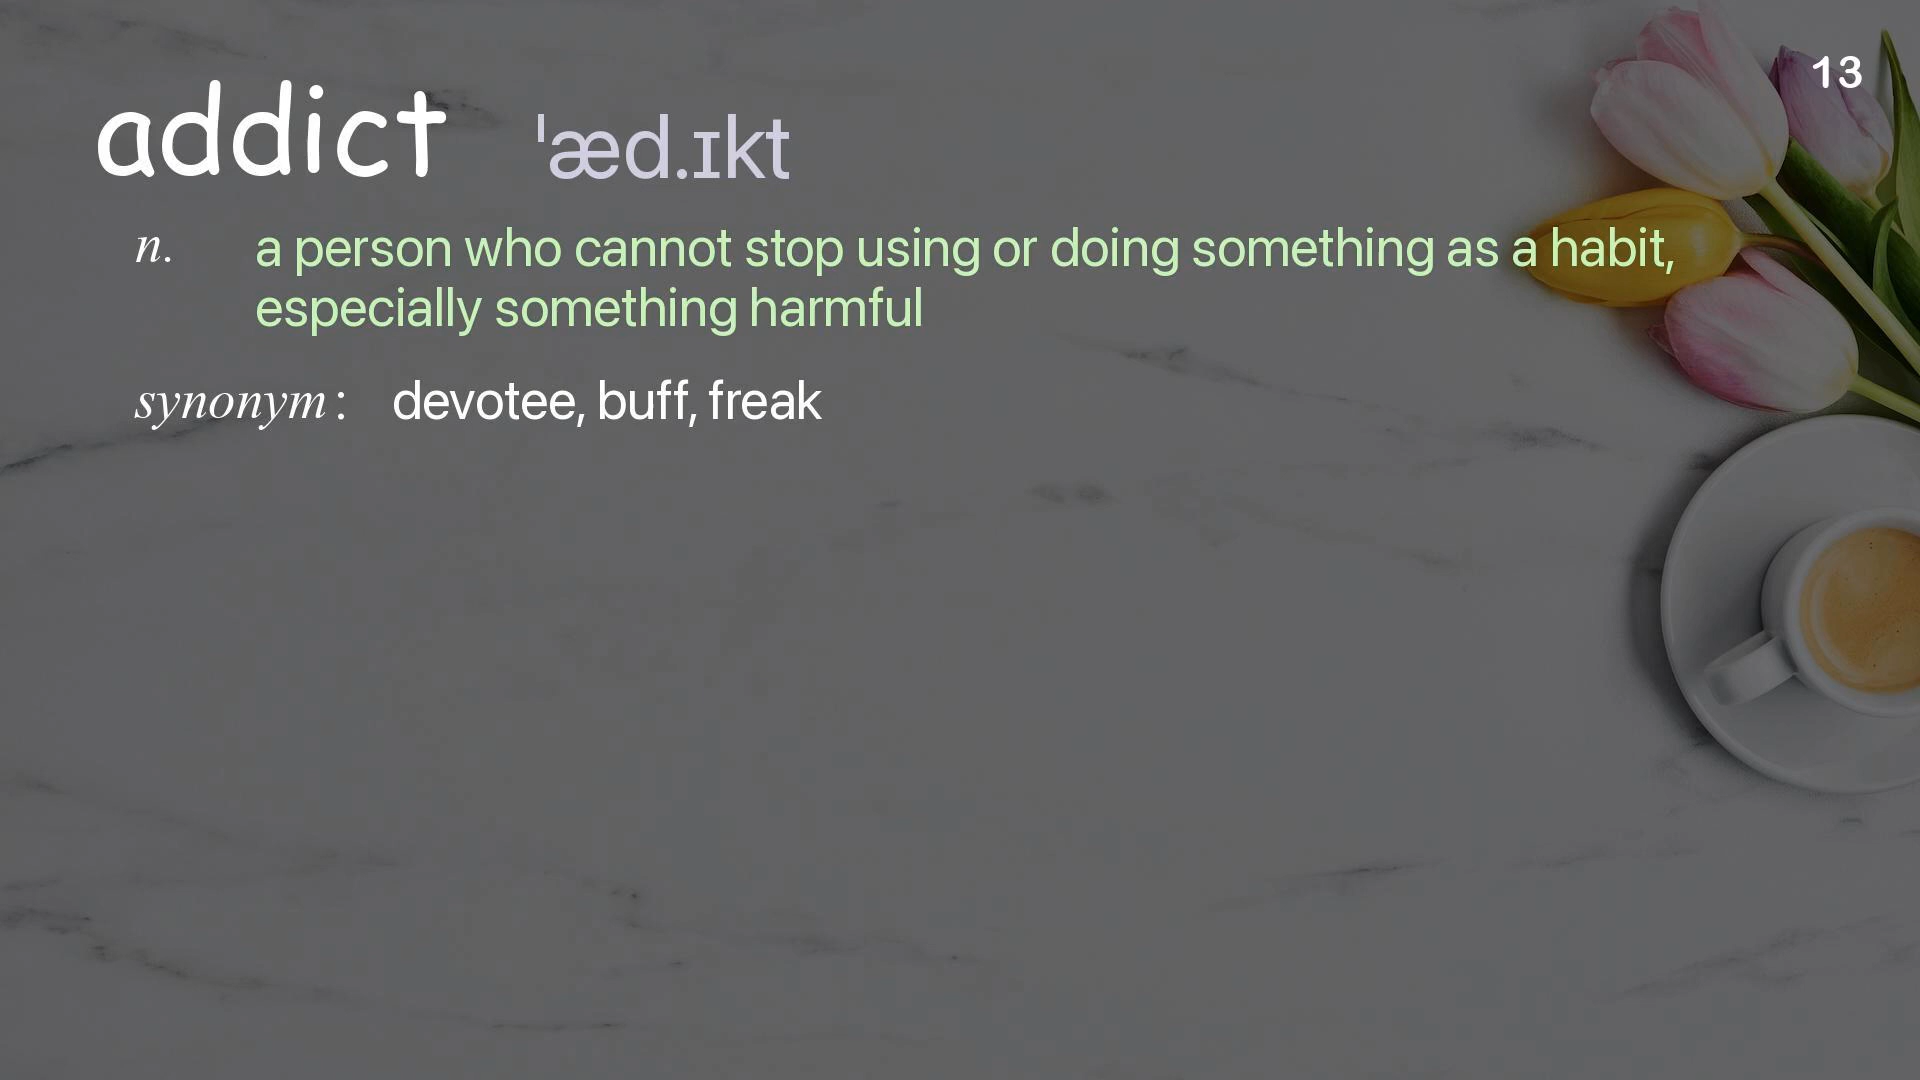 13
addict ˈæd.ɪkt
n. a person who cannot stop using or doing something as a habit,
especially something harmful
synonym : devotee, buff, freak